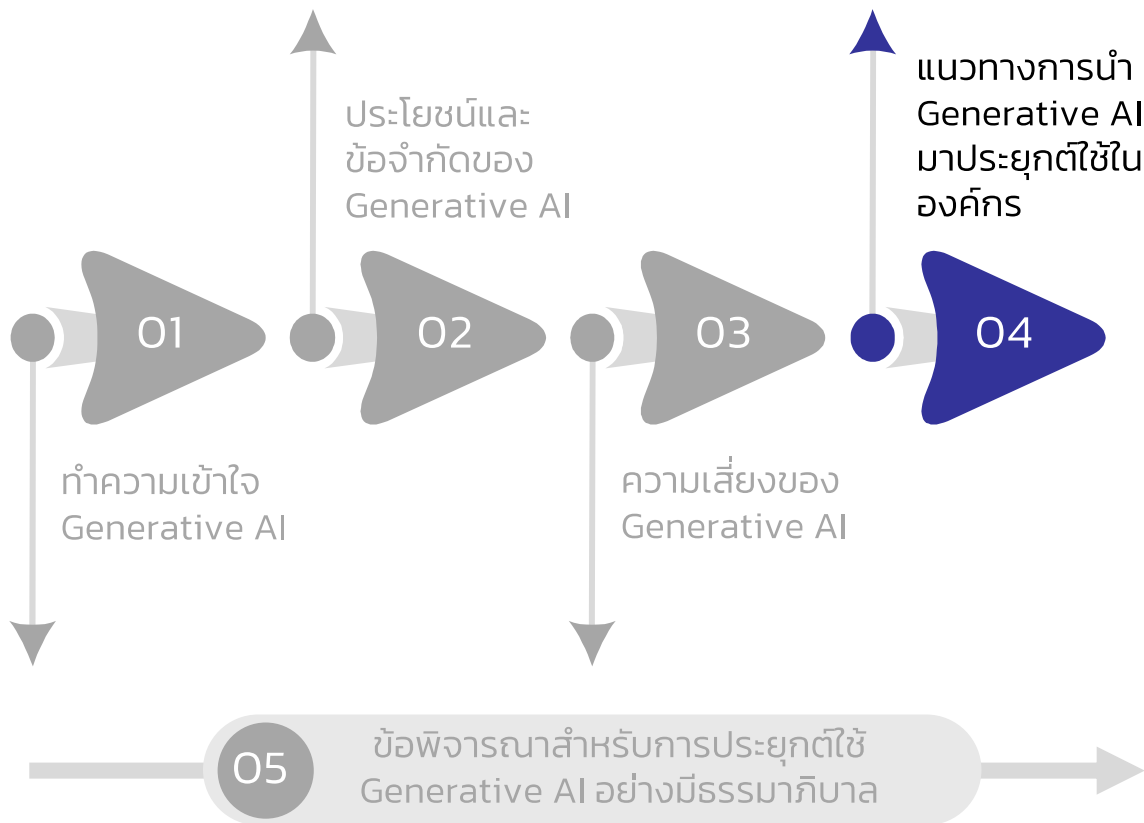 01
ทำความเข้าใจ
Generative AI
02
ประโยชน์และ
ข้อจำกัดของ
Generative AI
03
ความเสี่ยงของ
Generative AI
04
แนวทางการนำ
Generative AI
มาประยุกต์ใช้ใน
องค์กร
05
ข้อพิจารณาสำหรับการประยุกต์ใช้
Generative AI อย่างมีธรรมาภิบาล